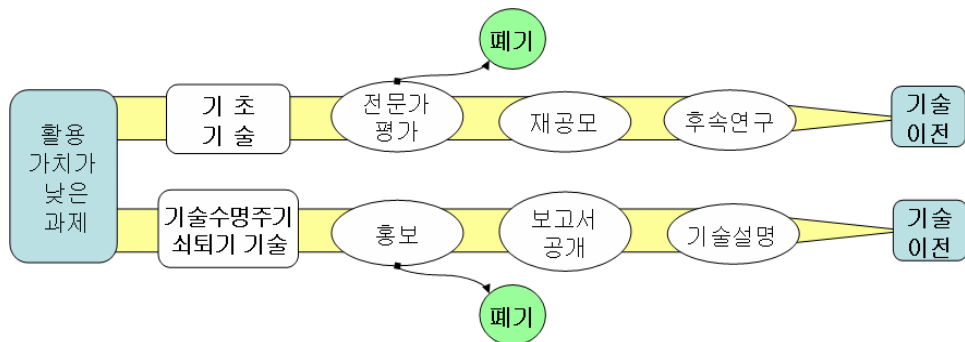 폐기
활용
가치가
낮은
과제
기 초
기 술
전문가
평가
재공모
후속연구
기술
이전
기술수명주기
쇠퇴기 기술
홍보
보고서
공개
기술설명
기술
이전
폐기